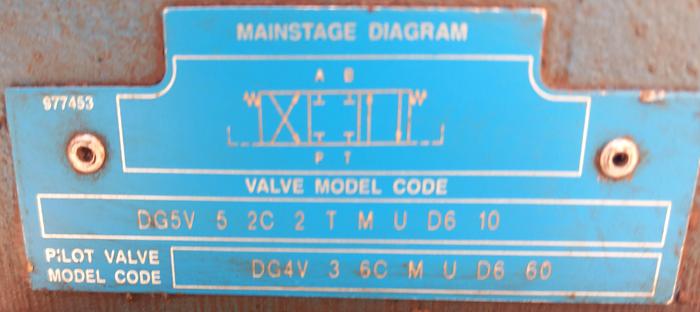 MAINSTAGE DIAGRAM
977453
A B
P T
VALVE MODEL CODE
DG5V 5 2C 2 T M U D6 10
PILOT VALVE
MODEL CODE
DG4V 3 6C M U D6 60